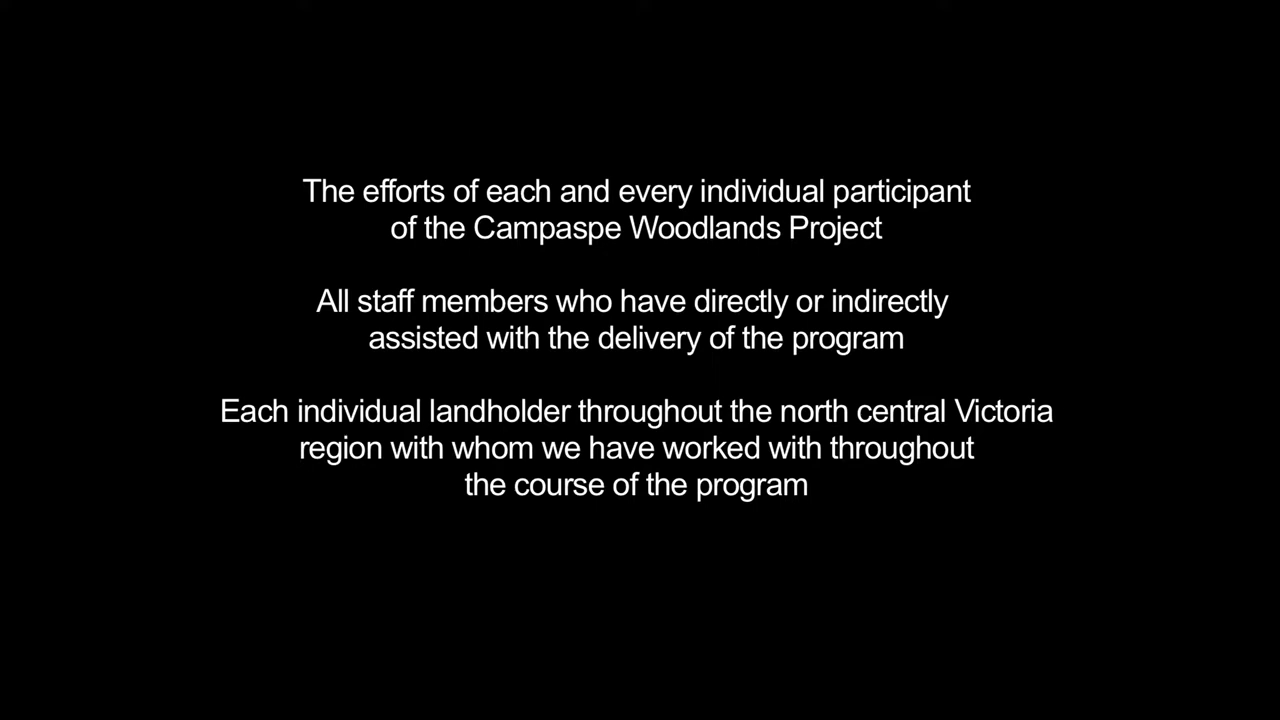 The efforts of each and every individual participant
of the Campaspe Woodlands Project
All staff members who have directly or indirectly
assisted with the delivery of the program
Each individual landholder throughout the north central Victoria
region with whom we have worked with throughout
the course of the program